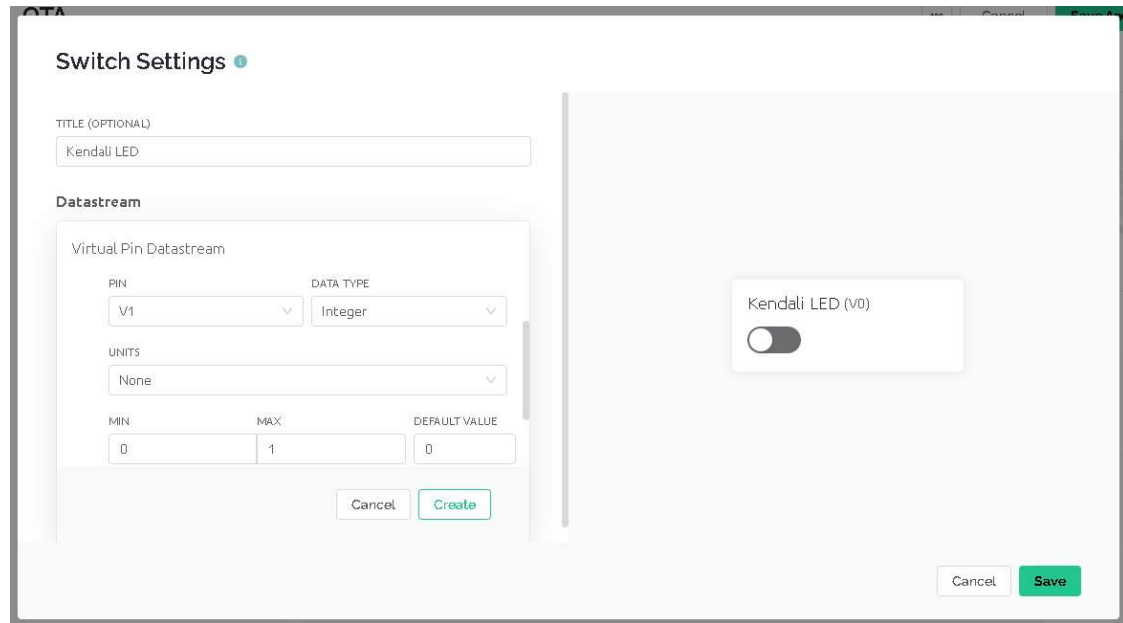 OTA
Cancel
Switch Settings
TITLE (OPTIONAL)
Kendali LED
Datastream
Virtual Pin Datastream
PIN DATA TYPE
V1 Integer
UNITS
None
MIN MAX DEFAULT VALUE
0 1 0
Cancel Create
Kendali LED (V0)
Cancel Save